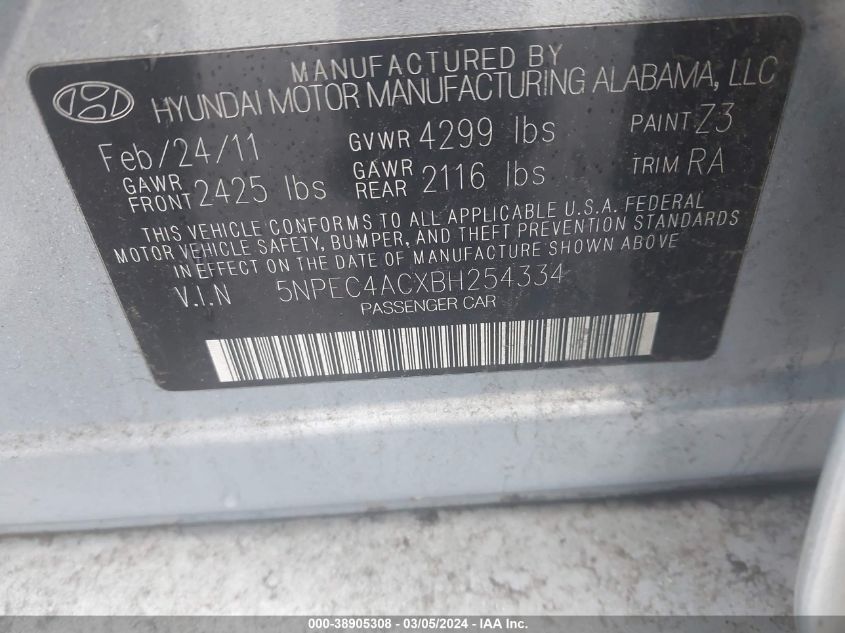 MANUFACTURED BY
HYUNDAI MOTOR MANUFACTURING ALABAMA, LLC
Feb/24/11 GVWR 4299 lbs PAINT Z3
GAWR FRONT 2425 lbs GAWR REAR 2116 lbs TRIM RA
THIS VEHICLE CONFORMS TO ALL APPLICABLE U.S.A. FEDERAL
MOTOR VEHICLE SAFETY, BUMPER, AND THEFT PREVENTION STANDARDS
IN EFFECT ON THE DATE OF MANUFACTURE SHOWN ABOVE
V.I.N 5NPEC4ACXBH254334
PASSENGER CAR
000-38905308 - 03/05/2024 - IAA Inc.